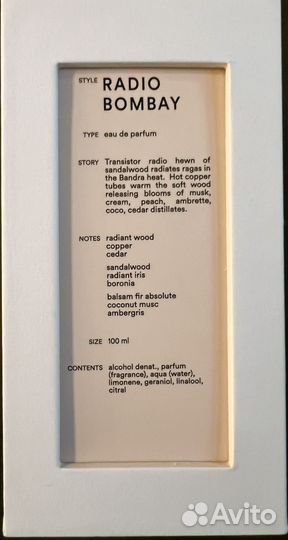 STYLE RADIO
BOMBAY
TYPE eau de parfum
STORY Transistor radio hewn of
sandalwood radiates ragas in
the Bandra heat. Hot copper
tubes warm the soft wood
releasing blooms of musk,
cream, peach, ambrette,
coco, cedar distillates.
NOTES radiant wood
copper
cedar
sandalwood
radiant iris
boronia
balsam fir absolute
coconut musc
ambergris
SIZE 100 ml
CONTENTS alcohol denat., parfum
(fragrance), aqua (water),
limonene, geraniol, linalool,
citral
Avito